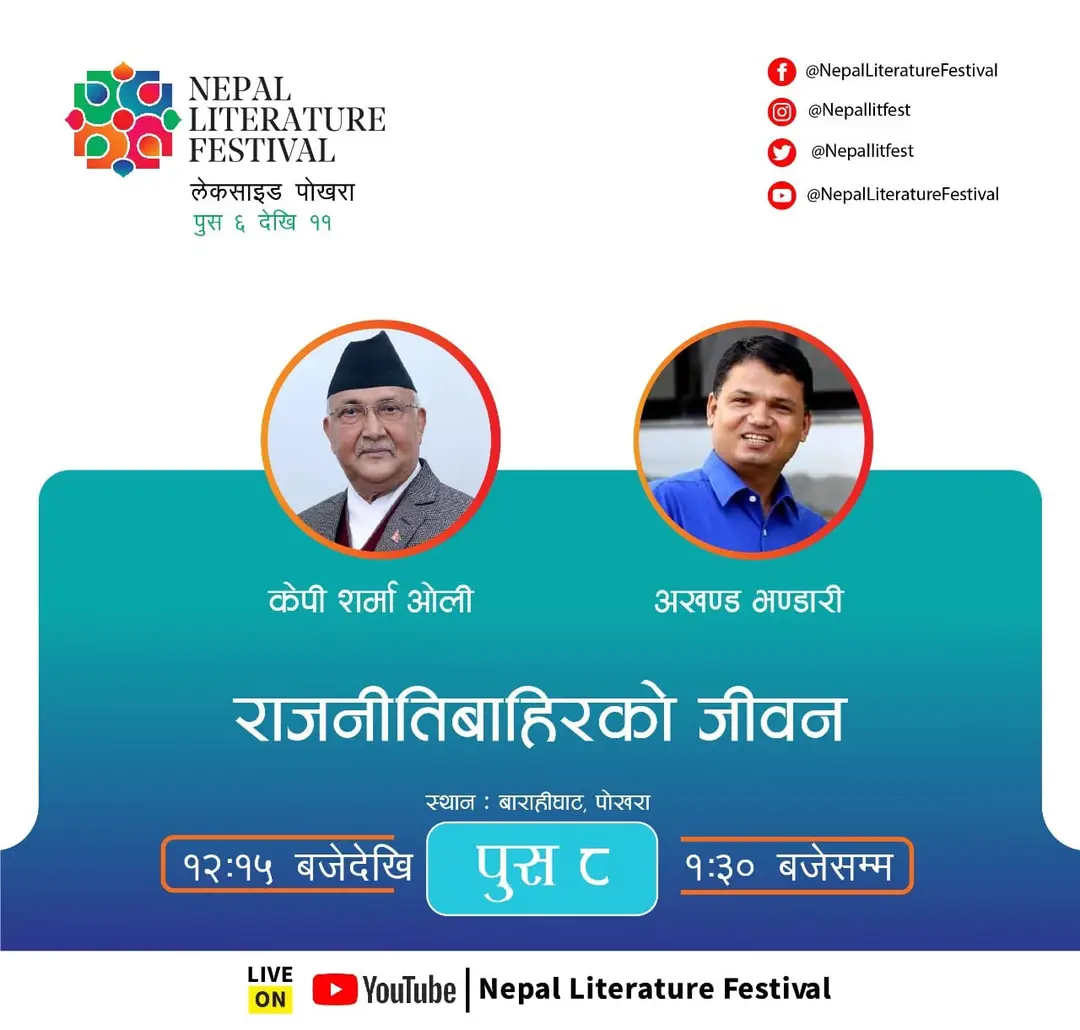 NEPAL
LITERATURE
FESTIVAL
लेकसाइड पोखरा
पुस ६ देखि ११
@NepalLiteratureFestival
@Nepallitfest
@Nepallitfest
@NepalLiteratureFestival
केपी शर्मा ओली
अखण्ड भण्डारी
राजनीतिबाहिरको जीवन
स्थान : बाराहीघाट, पोखरा
१२:१५ बजेदेखि
पुस ८
१:३० बजेसम्म
LIVE
ON
YouTube | Nepal Literature Festival